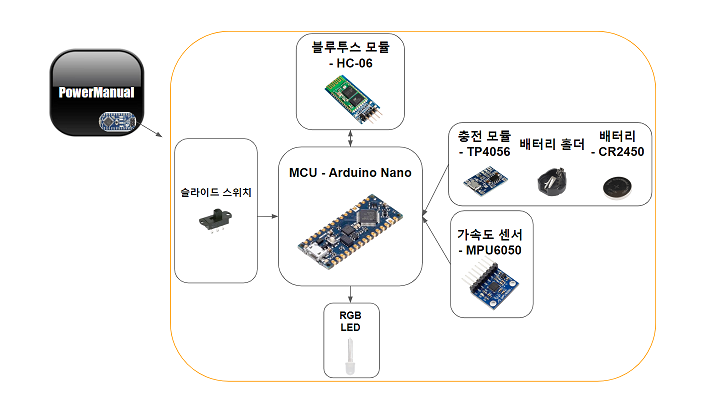 PowerManual
블루투스 모듈
- HC-06
슬라이드 스위치
MCU - Arduino Nano
충전 모듈
- TP4056
배터리 홀더
배터리
- CR2450
가속도 센서
- MPU6050
RGB
LED